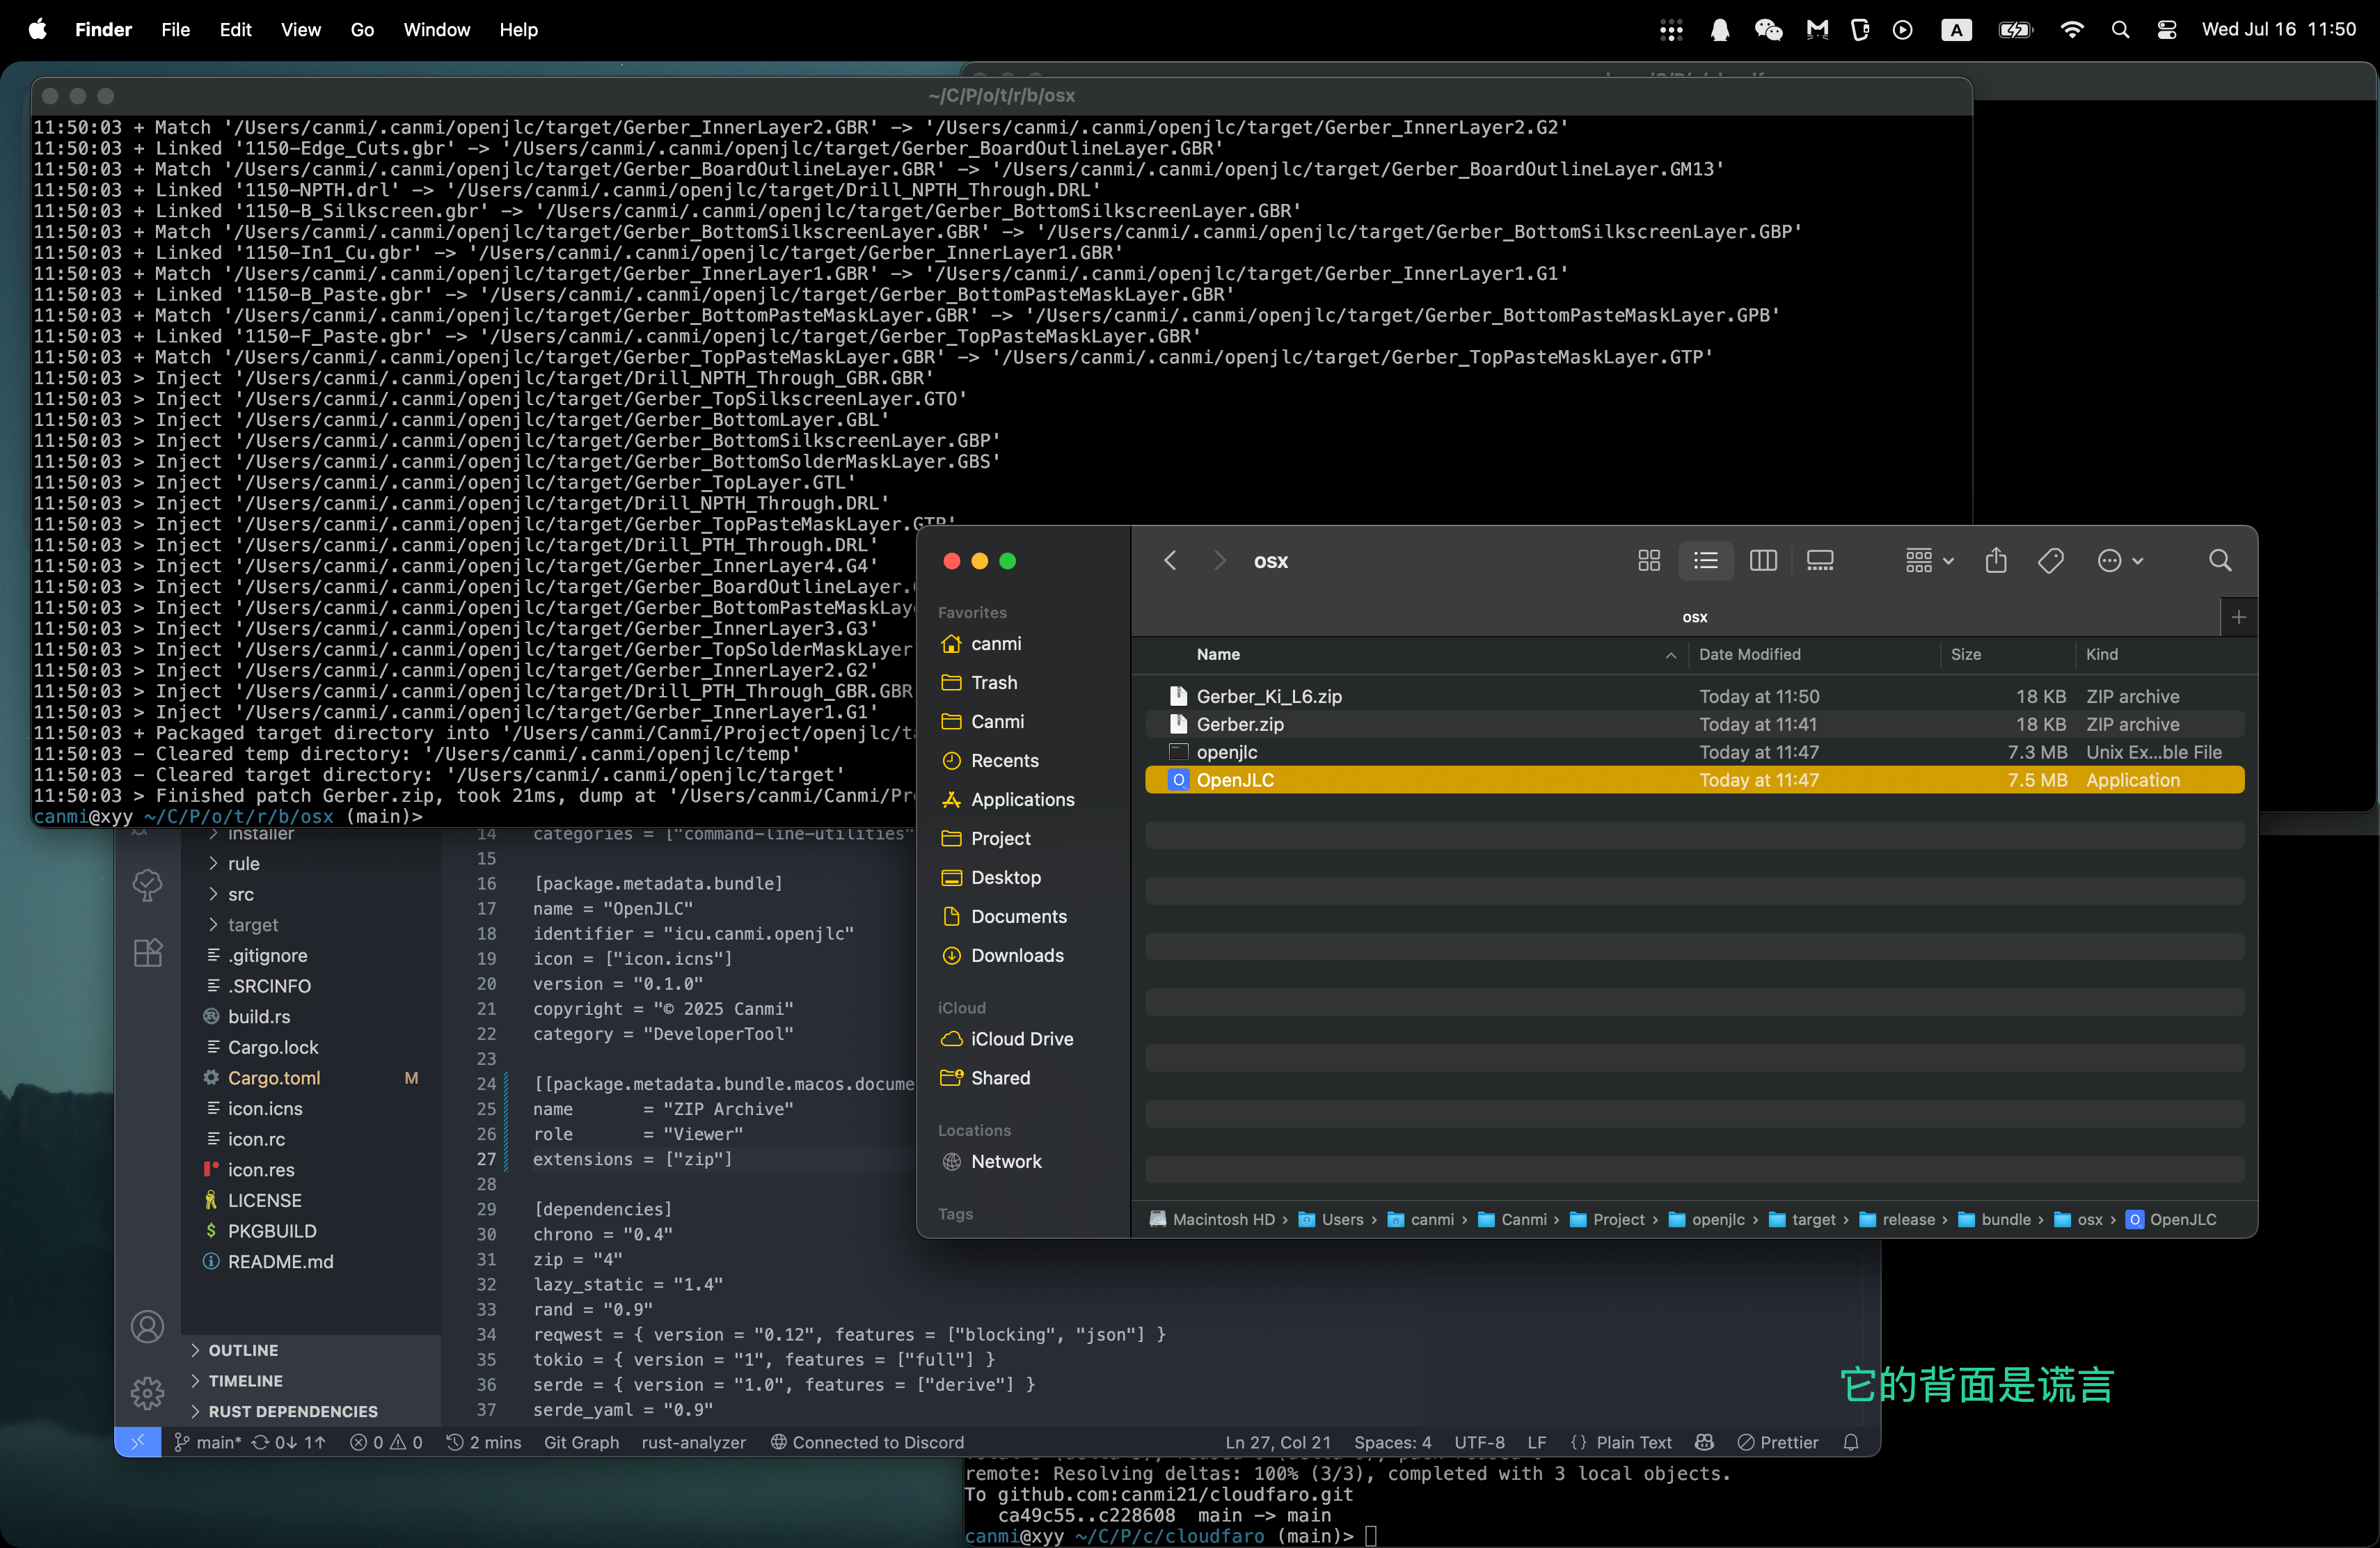 Finder File Edit View Go Window Help
A
Wed Jul 16 11:50
~/C/P/o/t/r/b/osx
11:50:03 + Match '/Users/canmi/.canmi/openjlc/target/Gerber_InnerLayer2.GBR' -> '/Users/canmi/.canmi/openjlc/target/Gerber_InnerLayer2.G2'
11:50:03 + Linked '1150-Edge_Cuts.gbr' -> '/Users/canmi/.canmi/openjlc/target/Gerber_BoardOutlineLayer.GBR'
11:50:03 + Match '/Users/canmi/.canmi/openjlc/target/Gerber_BoardOutlineLayer.GBR' -> '/Users/canmi/.canmi/openjlc/target/Gerber_BoardOutlineLayer.GM13'
11:50:03 + Linked '1150-NPTH.drl' -> '/Users/canmi/.canmi/openjlc/target/Drill_NPTH_Through.DRL'
11:50:03 + Linked '1150-B_Silkscreen.gbr' -> '/Users/canmi/.canmi/openjlc/target/Gerber_BottomSilkscreenLayer.GBR'
11:50:03 + Match '/Users/canmi/.canmi/openjlc/target/Gerber_BottomSilkscreenLayer.GBR' -> '/Users/canmi/.canmi/openjlc/target/Gerber_BottomSilkscreenLayer.GBP'
11:50:03 + Linked '1150-In1_Cu.gbr' -> '/Users/canmi/.canmi/openjlc/target/Gerber_InnerLayer1.GBR'
11:50:03 + Match '/Users/canmi/.canmi/openjlc/target/Gerber_InnerLayer1.GBR' -> '/Users/canmi/.canmi/openjlc/target/Gerber_InnerLayer1.G1'
11:50:03 + Linked '1150-B_Paste.gbr' -> '/Users/canmi/.canmi/openjlc/target/Gerber_BottomPasteMaskLayer.GBR'
11:50:03 + Match '/Users/canmi/.canmi/openjlc/target/Gerber_BottomPasteMaskLayer.GBR' -> '/Users/canmi/.canmi/openjlc/target/Gerber_BottomPasteMaskLayer.GPB'
11:50:03 + Linked '1150-F_Paste.gbr' -> '/Users/canmi/.canmi/openjlc/target/Gerber_TopPasteMaskLayer.GBR'
11:50:03 + Match '/Users/canmi/.canmi/openjlc/target/Gerber_TopPasteMaskLayer.GBR' -> '/Users/canmi/.canmi/openjlc/target/Gerber_TopPasteMaskLayer.GTP'
11:50:03 > Inject '/Users/canmi/.canmi/openjlc/target/Drill_NPTH_Through_GBR.GBR'
11:50:03 > Inject '/Users/canmi/.canmi/openjlc/target/Gerber_TopSilkscreenLayer.GTO'
11:50:03 > Inject '/Users/canmi/.canmi/openjlc/target/Gerber_BottomLayer.GBL'
11:50:03 > Inject '/Users/canmi/.canmi/openjlc/target/Gerber_BottomSilkscreenLayer.GBP'
11:50:03 > Inject '/Users/canmi/.canmi/openjlc/target/Gerber_BottomSolderMaskLayer.GBS'
11:50:03 > Inject '/Users/canmi/.canmi/openjlc/target/Gerber_TopLayer.GTL'
11:50:03 > Inject '/Users/canmi/.canmi/openjlc/target/Drill_NPTH_Through.DRL'
11:50:03 > Inject '/Users/canmi/.canmi/openjlc/target/Gerber_TopPasteMaskLayer.GTP'
11:50:03 > Inject '/Users/canmi/.canmi/openjlc/target/Drill_PTH_Through.DRL'
11:50:03 > Inject '/Users/canmi/.canmi/openjlc/target/Gerber_InnerLayer4.G4'
11:50:03 > Inject '/Users/canmi/.canmi/openjlc/target/Gerber_BoardOutlineLayer.
11:50:03 > Inject '/Users/canmi/.canmi/openjlc/target/Gerber_BottomPasteMaskLaye
11:50:03 > Inject '/Users/canmi/.canmi/openjlc/target/Gerber_InnerLayer3.G3'
11:50:03 > Inject '/Users/canmi/.canmi/openjlc/target/Gerber_TopSolderMaskLayer
11:50:03 > Inject '/Users/canmi/.canmi/openjlc/target/Gerber_InnerLayer2.G2'
11:50:03 > Inject '/Users/canmi/.canmi/openjlc/target/Drill_PTH_Through_GBR.GBR
11:50:03 > Inject '/Users/canmi/.canmi/openjlc/target/Gerber_InnerLayer1.G1'
11:50:03 + Packaged target directory into '/Users/canmi/Canmi/Project/openjlc/ta
11:50:03 - Cleared temp directory: '/Users/canmi/.canmi/openjlc/temp'
11:50:03 - Cleared target directory: '/Users/canmi/.canmi/openjlc/target'
11:50:03 > Finished patch Gerber.zip, took 21ms, dump at '/Users/canmi/Canmi/Pro
canmi@xyy ~/C/P/o/t/r/b/osx (main)>
osx
osx
Favorites
canmi
Trash
Canmi
Recents
Applications
Project
Desktop
Documents
Downloads
iCloud
iCloud Drive
Shared
Locations
Network
Tags
Name Date Modified Size Kind
Gerber_Ki_L6.zip Today at 11:50 18 KB ZIP archive
Gerber.zip Today at 11:41 18 KB ZIP archive
openjlc Today at 11:47 7.3 MB Unix Ex...ble File
OpenJLC Today at 11:47 7.5 MB Application
Macintosh HD › Users › canmi › Canmi › Project › openjlc › target › release › bundle › osx › OpenJLC
installer
rule
src
target
.gitignore
.SRCINFO
build.rs
Cargo.lock
Cargo.toml M
icon.icns
icon.rc
icon.res
LICENSE
PKGBUILD
README.md
OUTLINE
TIMELINE
RUST DEPENDENCIES
14 categories = ["command-line-utilities"
15
16 [package.metadata.bundle]
17 name = "OpenJLC"
18 identifier = "icu.canmi.openjlc"
19 icon = ["icon.icns"]
20 version = "0.1.0"
21 copyright = "© 2025 Canmi"
22 category = "DeveloperTool"
23
24 [[package.metadata.bundle.macos.docume
25 name = "ZIP Archive"
26 role = "Viewer"
27 extensions = ["zip"]
28
29 [dependencies]
30 chrono = "0.4"
31 zip = "4"
32 lazy_static = "1.4"
33 rand = "0.9"
34 reqwest = { version = "0.12", features = ["blocking", "json"] }
35 tokio = { version = "1", features = ["full"] }
36 serde = { version = "1.0", features = ["derive"] }
37 serde_yaml = "0.9"
它的背面是谎言
main* 0↓ 1↑ 0 0 2 mins Git Graph rust-analyzer Connected to Discord Ln 27, Col 21 Spaces: 4 UTF-8 LF {} Plain Text Prettier
remote: Resolving deltas: 100% (3/3), completed with 3 local objects.
To github.com:canmi21/cloudfaro.git
ca49c55..c228608 main -> main
canmi@xyy ~/C/P/c/cloudfaro (main)>